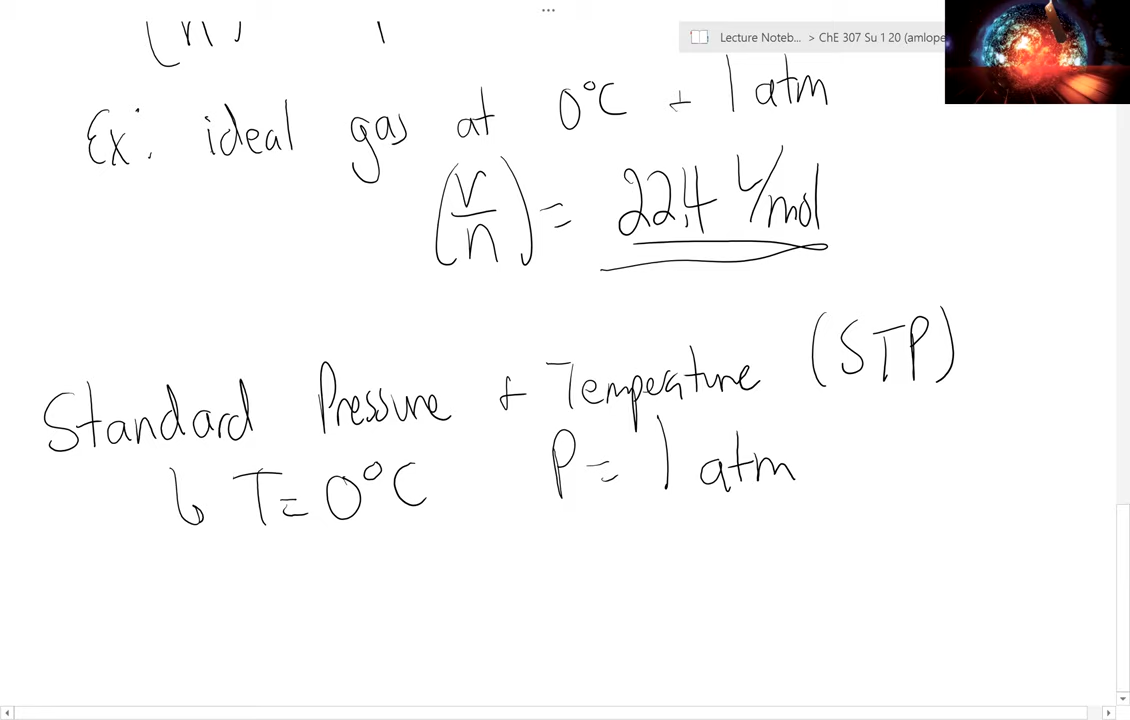 (n)
Lecture Noteb... > ChE 307 Su 1 20 (amlope
Ex: ideal gas at 0°C + 1 atm
(V/n) = 22.4 L/mol
Standard Pressure + Temperature (STP)
↳ T = 0°C P = 1 atm